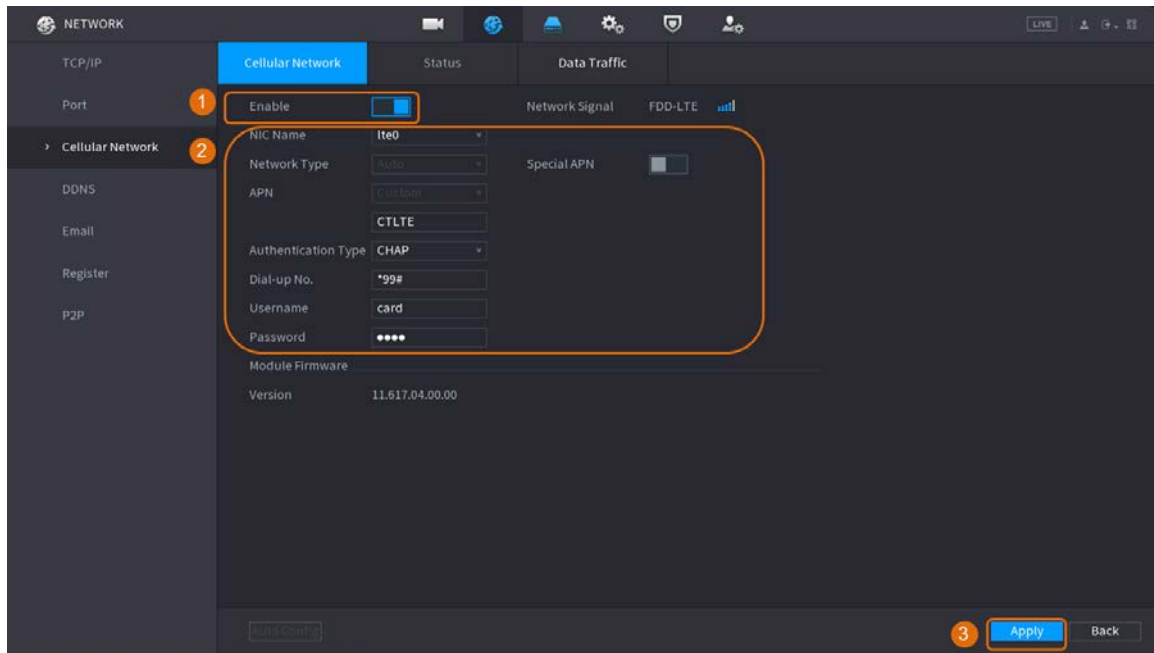 NETWORK
LIVE
TCP/IP
Cellular Network Status Data Traffic
Port
1
Enable
Network Signal FDD-LTE
Cellular Network
2
NIC Name lte0
Network Type Auto
Special APN
DDNS
APN Custom
Email
CTLTE
Authentication Type CHAP
Register
Dial-up No. *99#
P2P
Username card
Password ●●●●
Module Firmware
Version 11.617.04.00.00
Auto Config
3
Apply
Back